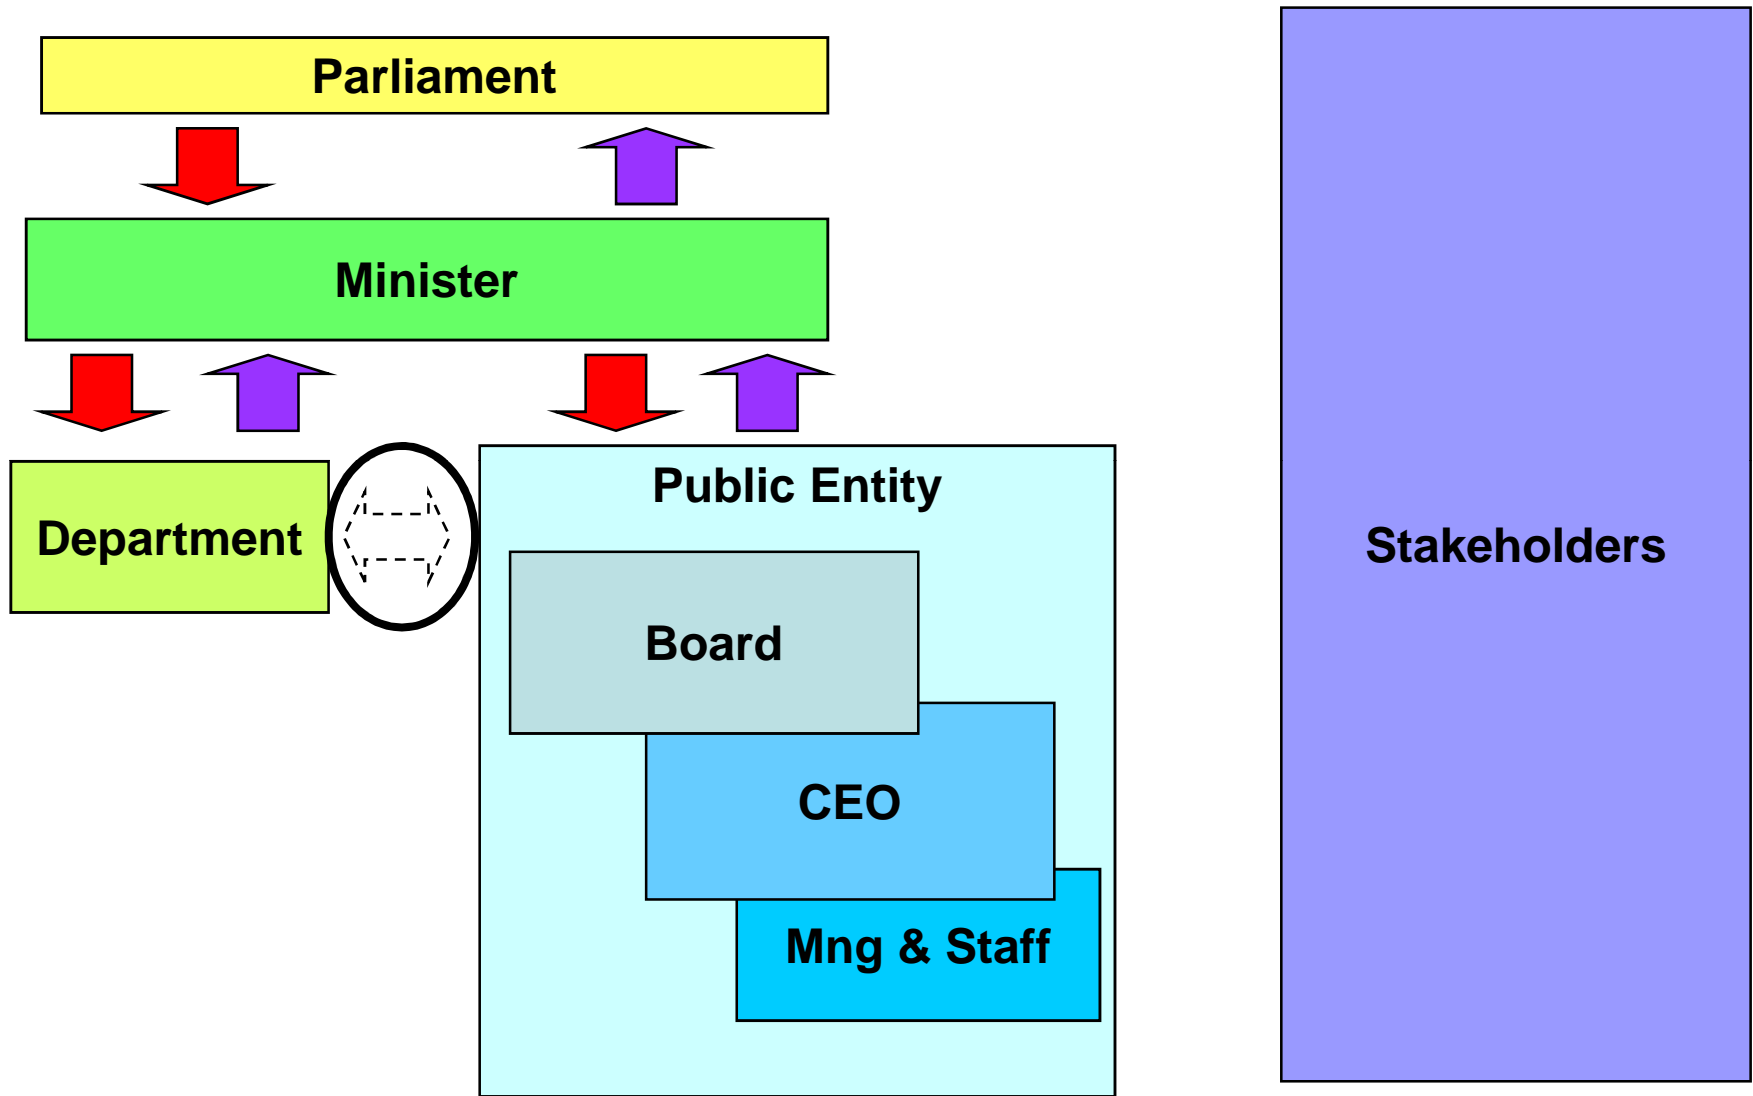 Parliament
Minister
Department
Public Entity
Board
CEO
Mng & Staff
Stakeholders